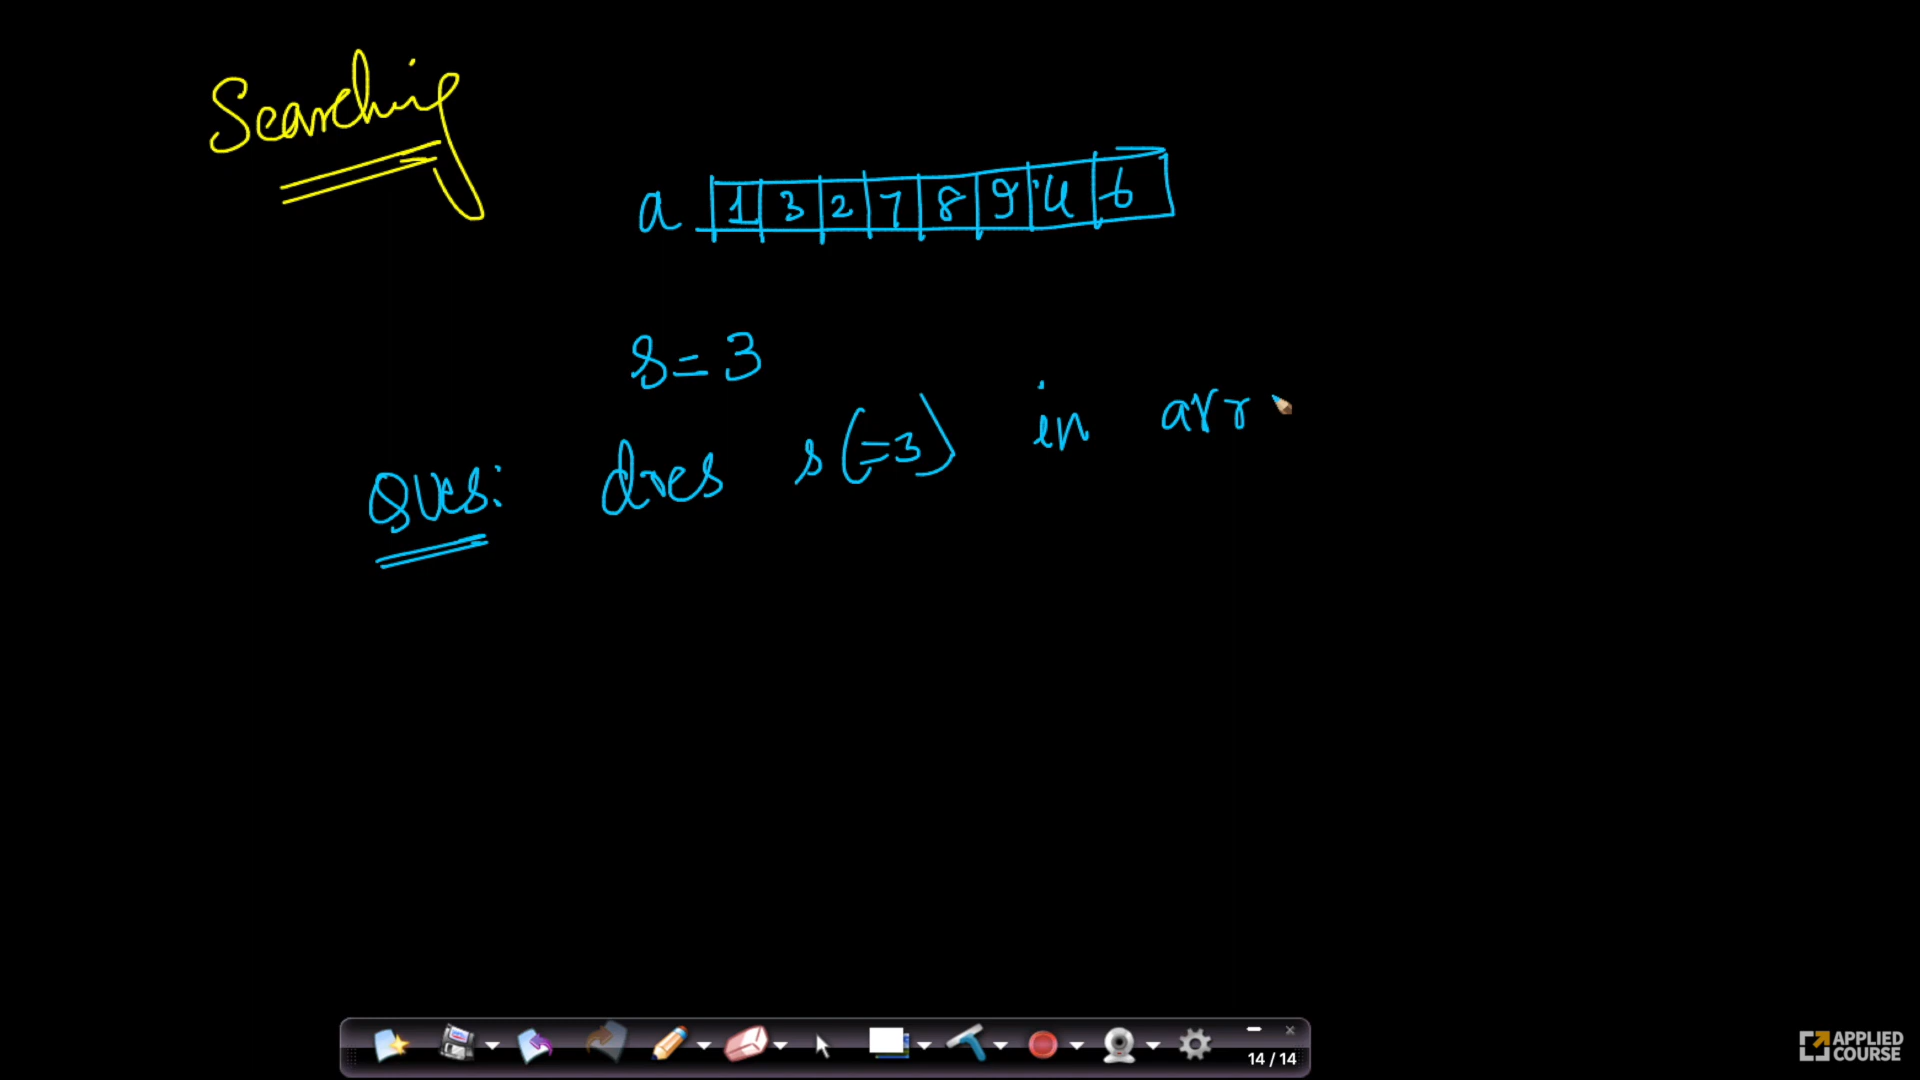 Searching
a 1 3 2 7 8 9 4 6
s = 3
Ques: does s(=3) in arr
14 / 14
APPLIED
COURSE